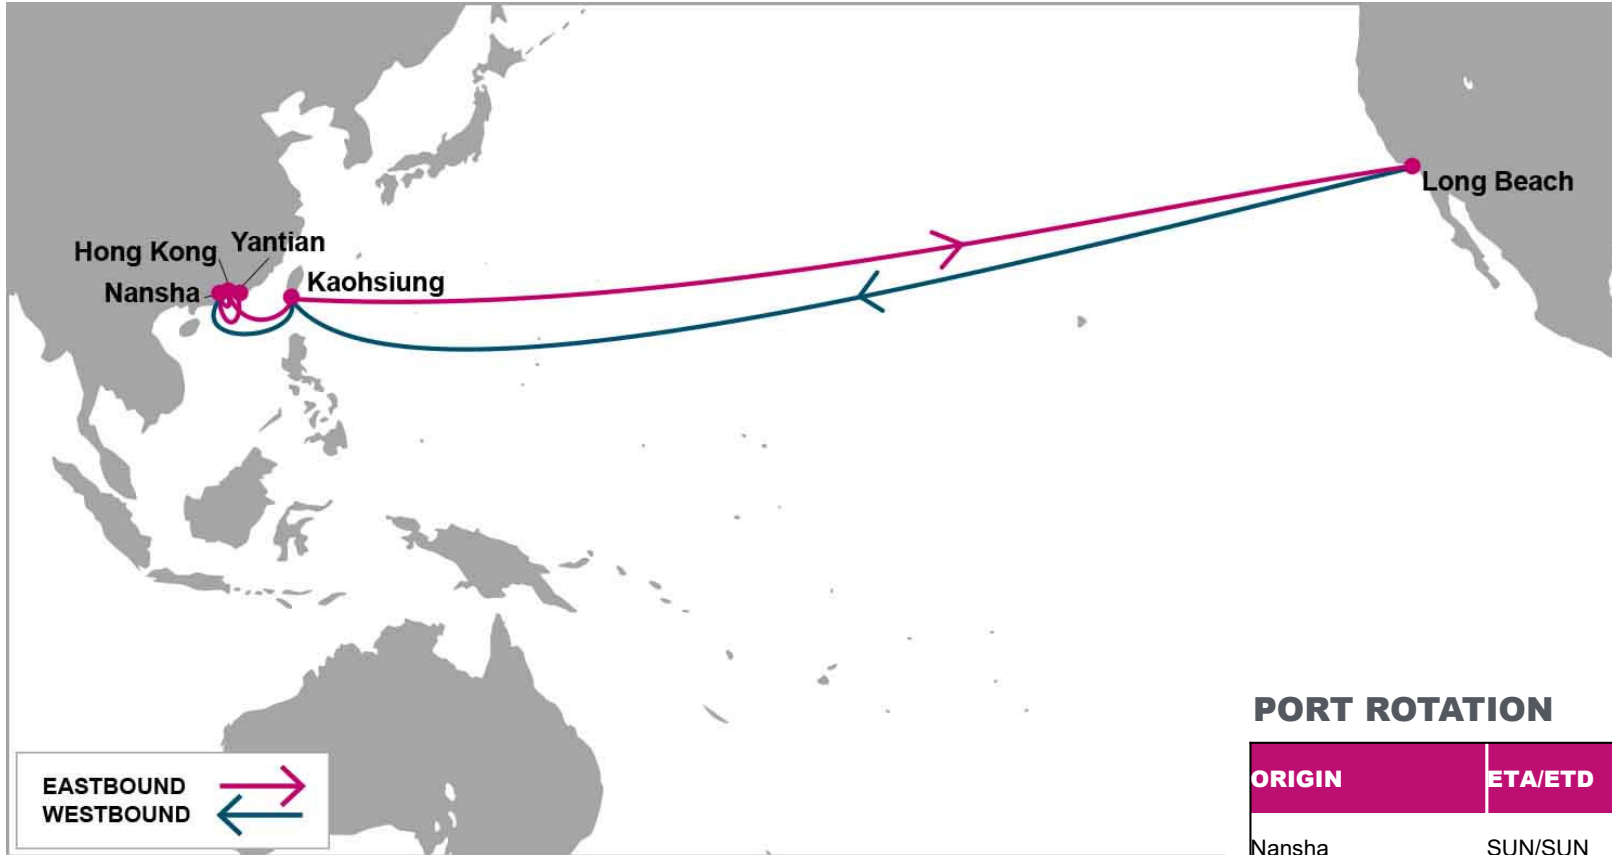 Long Beach
Hong Kong
Yantian
Nansha
Kaohsiung
EASTBOUND
WESTBOUND
PORT ROTATION
ORIGIN ETA/ETD
Nansha SUN/SUN